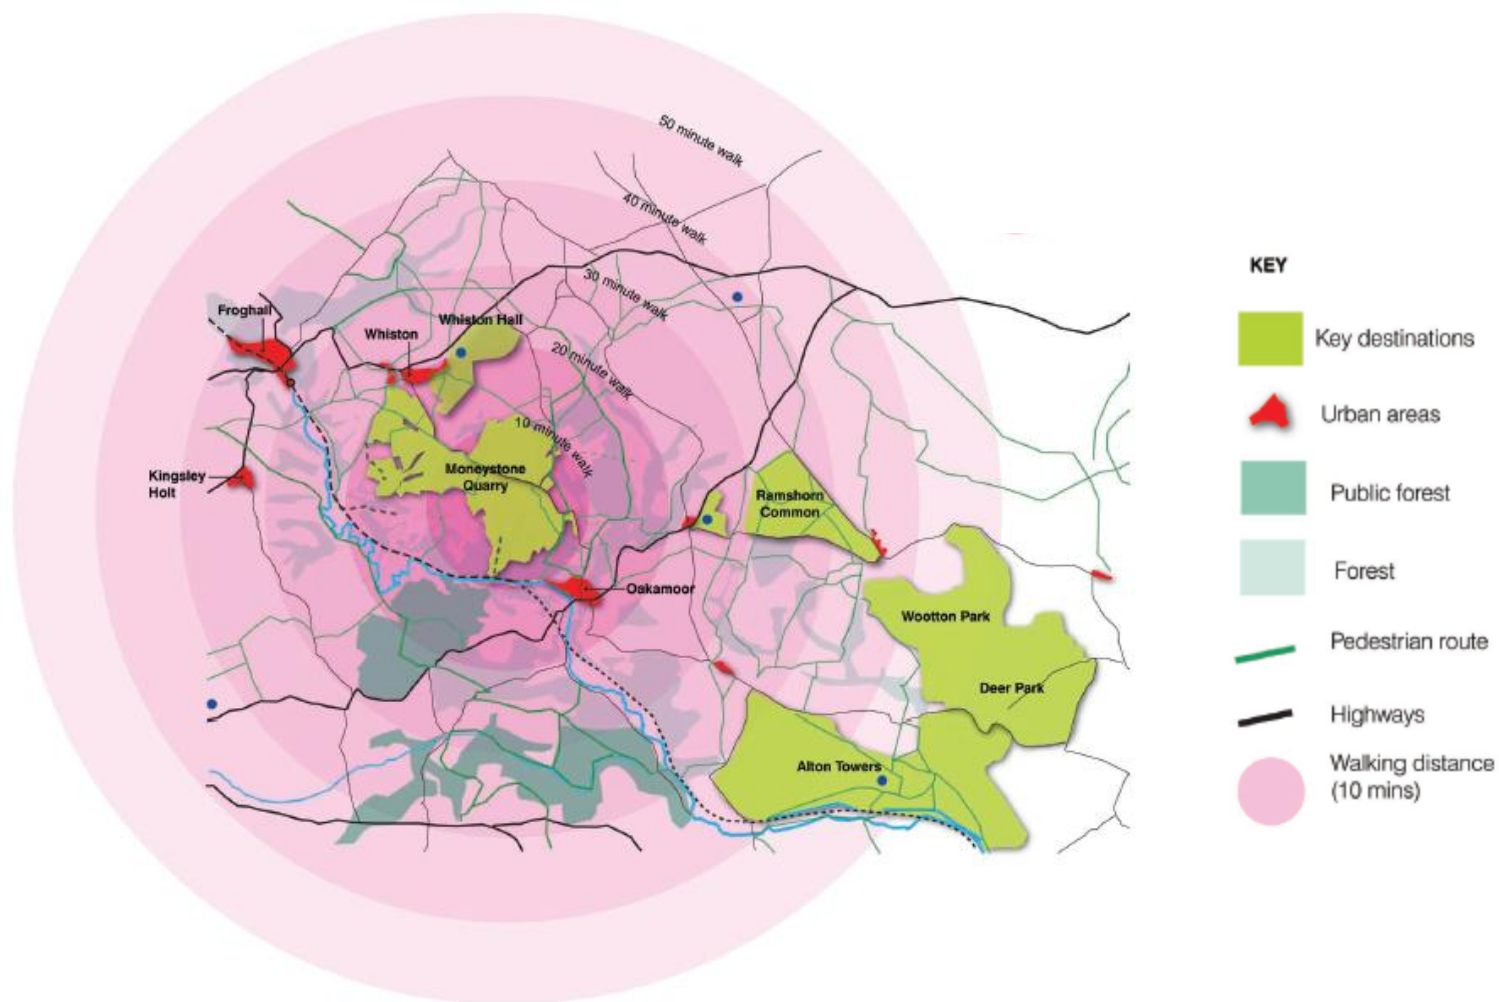 50 minute walk
40 minute walk
30 minute walk
20 minute walk
10 minute walk
Froghall
Whiston
Whiston Hall
Kingsley
Holt
Moneystone
Quarry
Ramshorn
Common
Oakamoor
Wootton Park
Deer Park
Alton Towers
KEY
Key destinations
Urban areas
Public forest
Forest
Pedestrian route
Highways
Walking distance
(10 mins)